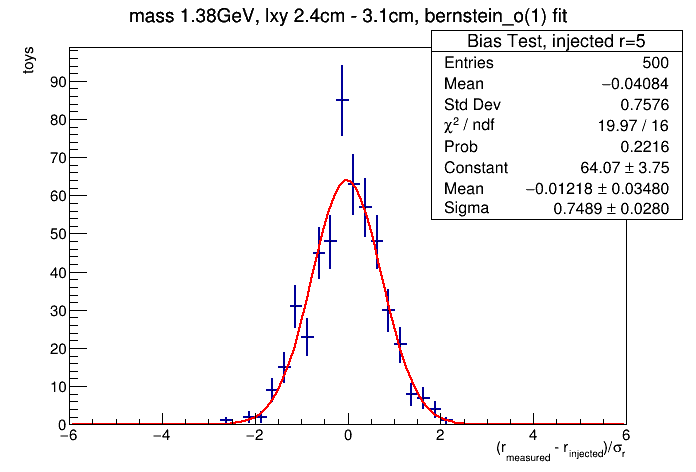 mass 1.38GeV, lxy 2.4cm - 3.1cm, bernstein_o(1) fit
Bias Test, injected r=5
Entries 500
Mean −0.04084
Std Dev 0.7576
χ² / ndf 19.97 / 16
Prob 0.2216
Constant 64.07 ± 3.75
Mean −0.01218 ± 0.03480
Sigma 0.7489 ± 0.0280
toys
90
80
70
60
50
40
30
20
10
0
−6 −4 −2 0 2 4 6
(r_measured - r_injected)/σ_r